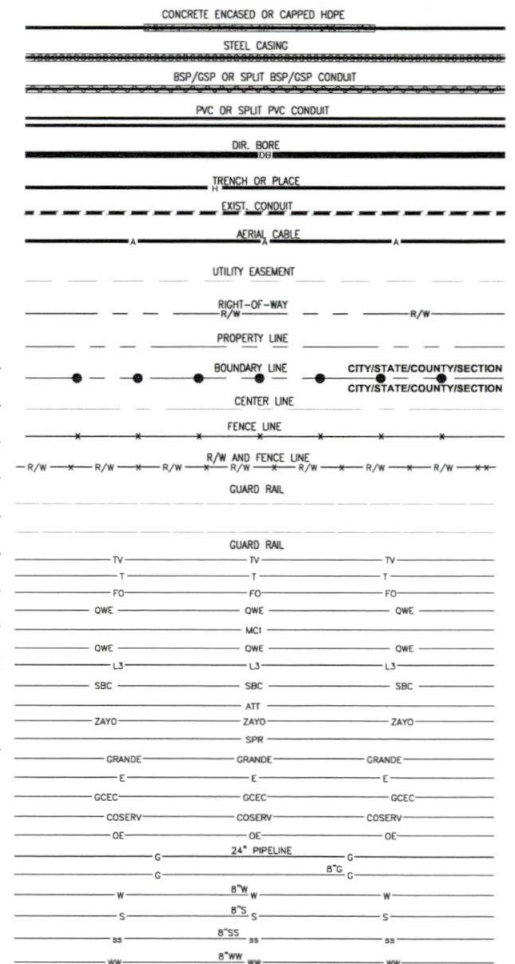 CONCRETE ENCASED OR CAPPED HDPE
STEEL CASING
BSP/GSP OR SPLIT BSP/GSP CONDUIT
PVC OR SPLIT PVC CONDUIT
DIR. BORE
DB
TRENCH OR PLACE
H
EXIST. CONDUIT
AERIAL CABLE
A A A
UTILITY EASEMENT
RIGHT-OF-WAY
R/W R/W
PROPERTY LINE
BOUNDARY LINE CITY/STATE/COUNTY/SECTION
CITY/STATE/COUNTY/SECTION
CENTER LINE
FENCE LINE
x x x x x x x
R/W AND FENCE LINE
R/W x R/W x R/W x R/W x R/W x R/W x R/W x x
GUARD RAIL
GUARD RAIL
TV TV TV
T T T
FO FO FO
QWE QWE QWE
MCI
QWE QWE QWE
L3 L3 L3
SBC SBC SBC
ATT
ZAYO ZAYO ZAYO
SPR
GRANDE GRANDE GRANDE
E E E
GCEC GCEC GCEC
COSERV COSERV COSERV
OE OE OE
24" PIPELINE
G G
8"G
G G
8"W
W W W
8"S
S S S
8"SS
ss ss ss
8"WW
WW WW WW